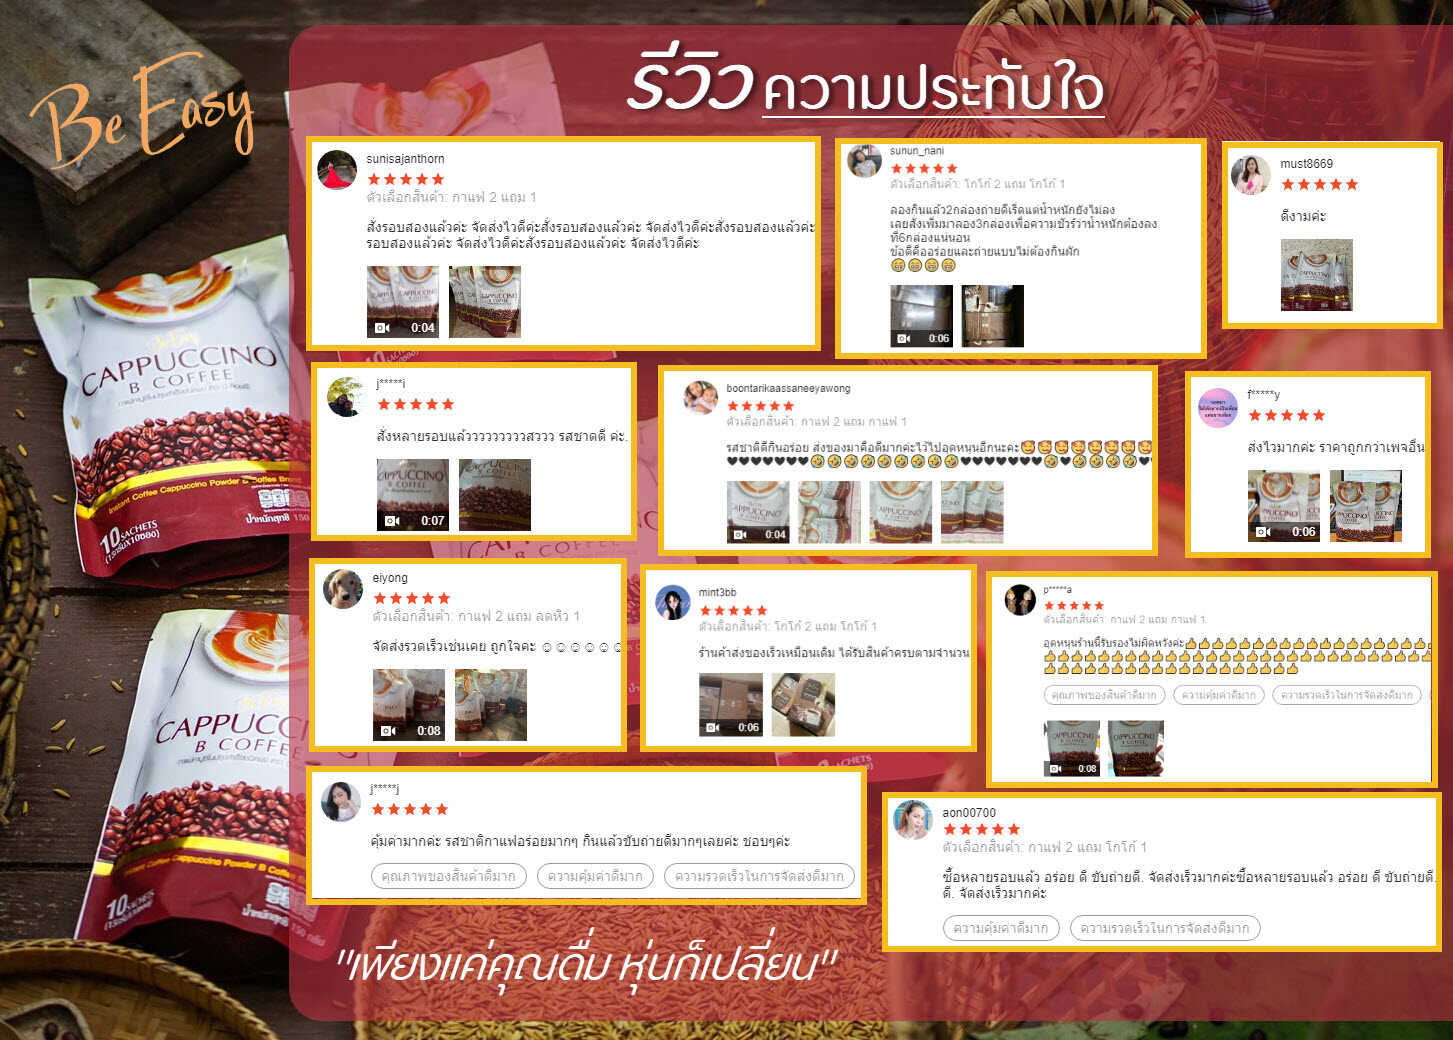 Be Easy
รีวิว ความประทับใจ
sunisajanthorn
ตัวเลือกสินค้า: กาแฟ 2 แถม 1
สั่งรอบสองแล้วค่ะ จัดส่งไวดีค่ะสั่งรอบสองแล้วค่ะ จัดส่งไวดีค่ะสั่งรอบสองแล้วค่ะ
รอบสองแล้วค่ะ จัดส่งไวดีค่ะสั่งรอบสองแล้วค่ะ จัดส่งไวดีค่ะ
0:04
sunun_nani
ตัวเลือกสินค้า: โกโก้ 2 แถม โกโก้ 1
ลองกินแล้ว2กล่องถ่ายดีเร็ดแต่น้ำหนักยังไม่ลง
เลยสั่งเพิ่มมาลอง3กล่องเพื่อความชัวร์ว่าน้ำหนักต้องลง
ที่6กล่องแน่นอน
ข้อดีคืออร่อยและถ่ายแบบไม่ต้องกินผัก
0:06
must8669
ดีงามค่ะ
j*****i
สั่งหลายรอบแล้วววววววววสววว รสชาดดี ค่ะ.
0:07
boontarikaassaneeyawong
ตัวเลือกสินค้า: กาแฟ 2 แถม กาแฟ 1
รสชาติดีกินอร่อย ส่งของมาคือดีมากค่ะไว้ไปอุดหนุนอีกนะคะ🥰🥰🥰🥰🥰🥰🥰🥰
🖤🖤🖤🖤🖤🖤🖤🤣🤣🤣🤣🤣🤣🤣🤣🤣🖤🖤🖤🖤🖤🖤🖤🤣🖤🤣🤣🤣🤣🖤
0:04
f*****y
ส่งไวมากค่ะ ราคาถูกกว่าเพจอื่น
0:06
eiyong
ตัวเลือกสินค้า: กาแฟ 2 แถม ลดหิว 1
จัดส่งรวดเร็วเช่นเคย ถูกใจคะ ☺☺☺☺☺☺
0:08
mint3bb
ตัวเลือกสินค้า: โกโก้ 2 แถม โกโก้ 1
ร้านค้าส่งของเร็วเหมือนเดิม ได้รับสินค้าครบตามจำนวน
0:06
p*****a
ตัวเลือกสินค้า: กาแฟ 2 แถม กาแฟ 1
อุดหนุนร้านนี้รับรองไม่ผิดหวังค่ะ
คุณภาพของสินค้าดีมาก ความคุ้มค่าดีมาก ความรวดเร็วในการจัดส่งดีมาก
0:08
j*****j
คุ้มค่ามากค่ะ รสชาติกาแฟอร่อยมากๆ กินแล้วขับถ่ายดีมากๆเลยค่ะ ชอบๆค่ะ
คุณภาพของสินค้าดีมาก ความคุ้มค่าดีมาก ความรวดเร็วในการจัดส่งดีมาก
aon00700
ตัวเลือกสินค้า: กาแฟ 2 แถม โกโก้ 1
ซื้อหลายรอบแล้ว อร่อย ดี ขับถ่ายดี. จัดส่งเร็วมากค่ะซื้อหลายรอบแล้ว อร่อย ดี ขับถ่ายดี.
ดี. จัดส่งเร็วมากค่ะ
ความคุ้มค่าดีมาก ความรวดเร็วในการจัดส่งดีมาก
"เพียงแค่คุณดื่ม หุ่นก็เปลี่ยน"
Be Easy
CAPPUCCINO
B COFFEE
Instant Coffee Cappuccino Powder B Coffee Brand
10 SACHETS
น้ำหนักสุทธิ 150
CAPPUCCINO
B COFFEE
10 SACHETS